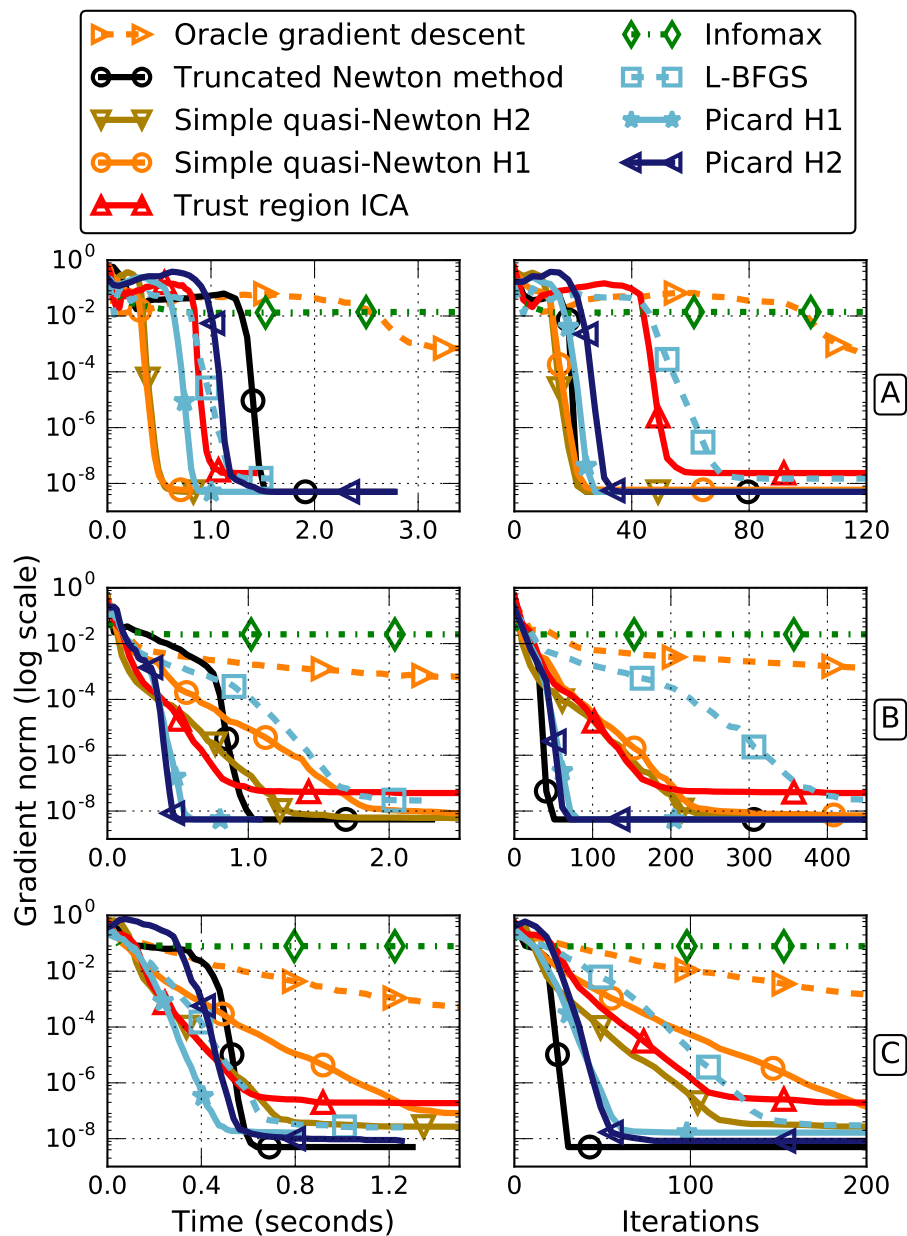 Oracle gradient descent
Truncated Newton method
Simple quasi-Newton H2
Simple quasi-Newton H1
Trust region ICA
Infomax
L-BFGS
Picard H1
Picard H2
Gradient norm (log scale)
10^0
10^-2
10^-4
10^-6
10^-8
0.0 1.0 2.0 3.0
0 40 80 120
A
10^0
10^-2
10^-4
10^-6
10^-8
0.0 1.0 2.0
0 100 200 300 400
B
10^0
10^-2
10^-4
10^-6
10^-8
0.0 0.4 0.8 1.2
0 100 200
C
Time (seconds)
Iterations